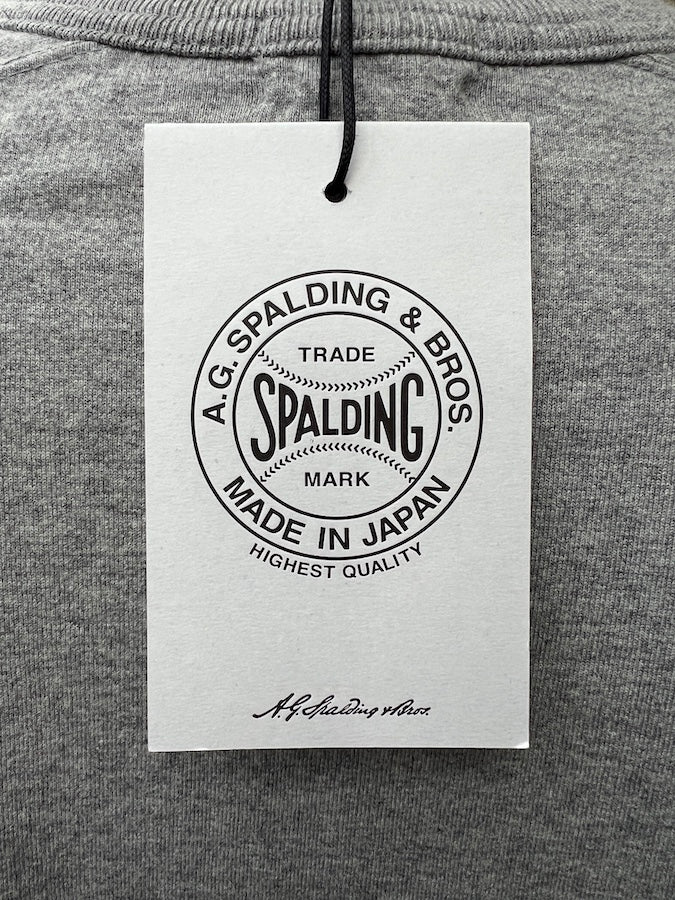 A.G. SPALDING & BROS.
TRADE
SPALDING
MARK
MADE IN JAPAN
HIGHEST QUALITY
A.G. Spalding & Bros.